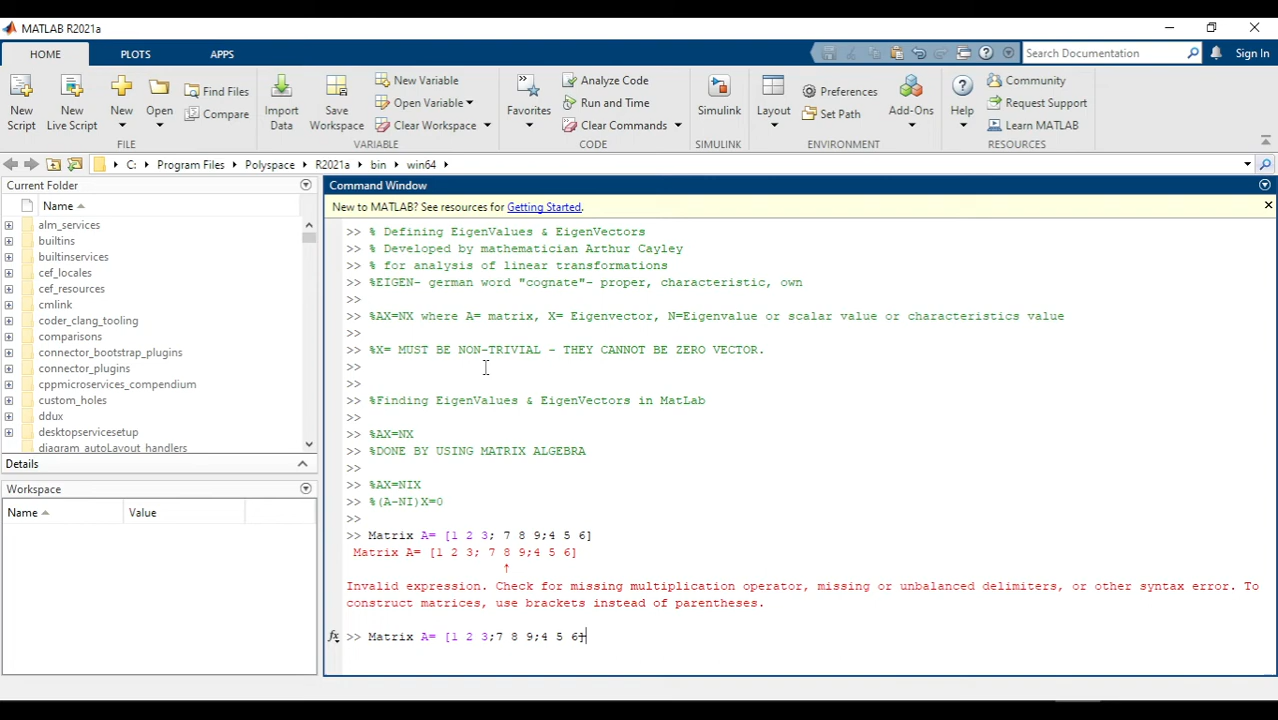 MATLAB R2021a
HOME PLOTS APPS
Search Documentation
Sign In
New Script
New Live Script
New
Open
Find Files
Compare
FILE
Import Data
Save Workspace
New Variable
Open Variable
Clear Workspace
VARIABLE
Favorites
Analyze Code
Run and Time
Clear Commands
CODE
Simulink
SIMULINK
Layout
Preferences
Set Path
Add-Ons
ENVIRONMENT
Help
Community
Request Support
Learn MATLAB
RESOURCES
C: Program Files Polyspace R2021a bin win64
Current Folder
Name
alm_services
builtins
builtinservices
cef_locales
cef_resources
cmlink
coder_clang_tooling
comparisons
connector_bootstrap_plugins
connector_plugins
cppmicroservices_compendium
custom_holes
ddux
desktopservicesetup
diagram_autoLayout_handlers
Details
Workspace
Name Value
Command Window
New to MATLAB? See resources for Getting Started.
>> % Defining EigenValues & EigenVectors
>> % Developed by mathematician Arthur Cayley
>> % for analysis of linear transformations
>> %EIGEN- german word "cognate"- proper, characteristic, own
>>
>> %AX=NX where A= matrix, X= Eigenvector, N=Eigenvalue or scalar value or characteristics value
>>
>> %X= MUST BE NON-TRIVIAL - THEY CANNOT BE ZERO VECTOR.
>>
>>
>> %Finding EigenValues & EigenVectors in MatLab
>>
>> %AX=NX
>> %DONE BY USING MATRIX ALGEBRA
>>
>> %AX=NIX
>> %(A-NI)X=0
>>
>> Matrix A= [1 2 3; 7 8 9;4 5 6]
Matrix A= [1 2 3; 7 8 9;4 5 6]
↑
Invalid expression. Check for missing multiplication operator, missing or unbalanced delimiters, or other syntax error. To
construct matrices, use brackets instead of parentheses.
fx >> Matrix A= [1 2 3;7 8 9;4 5 6]